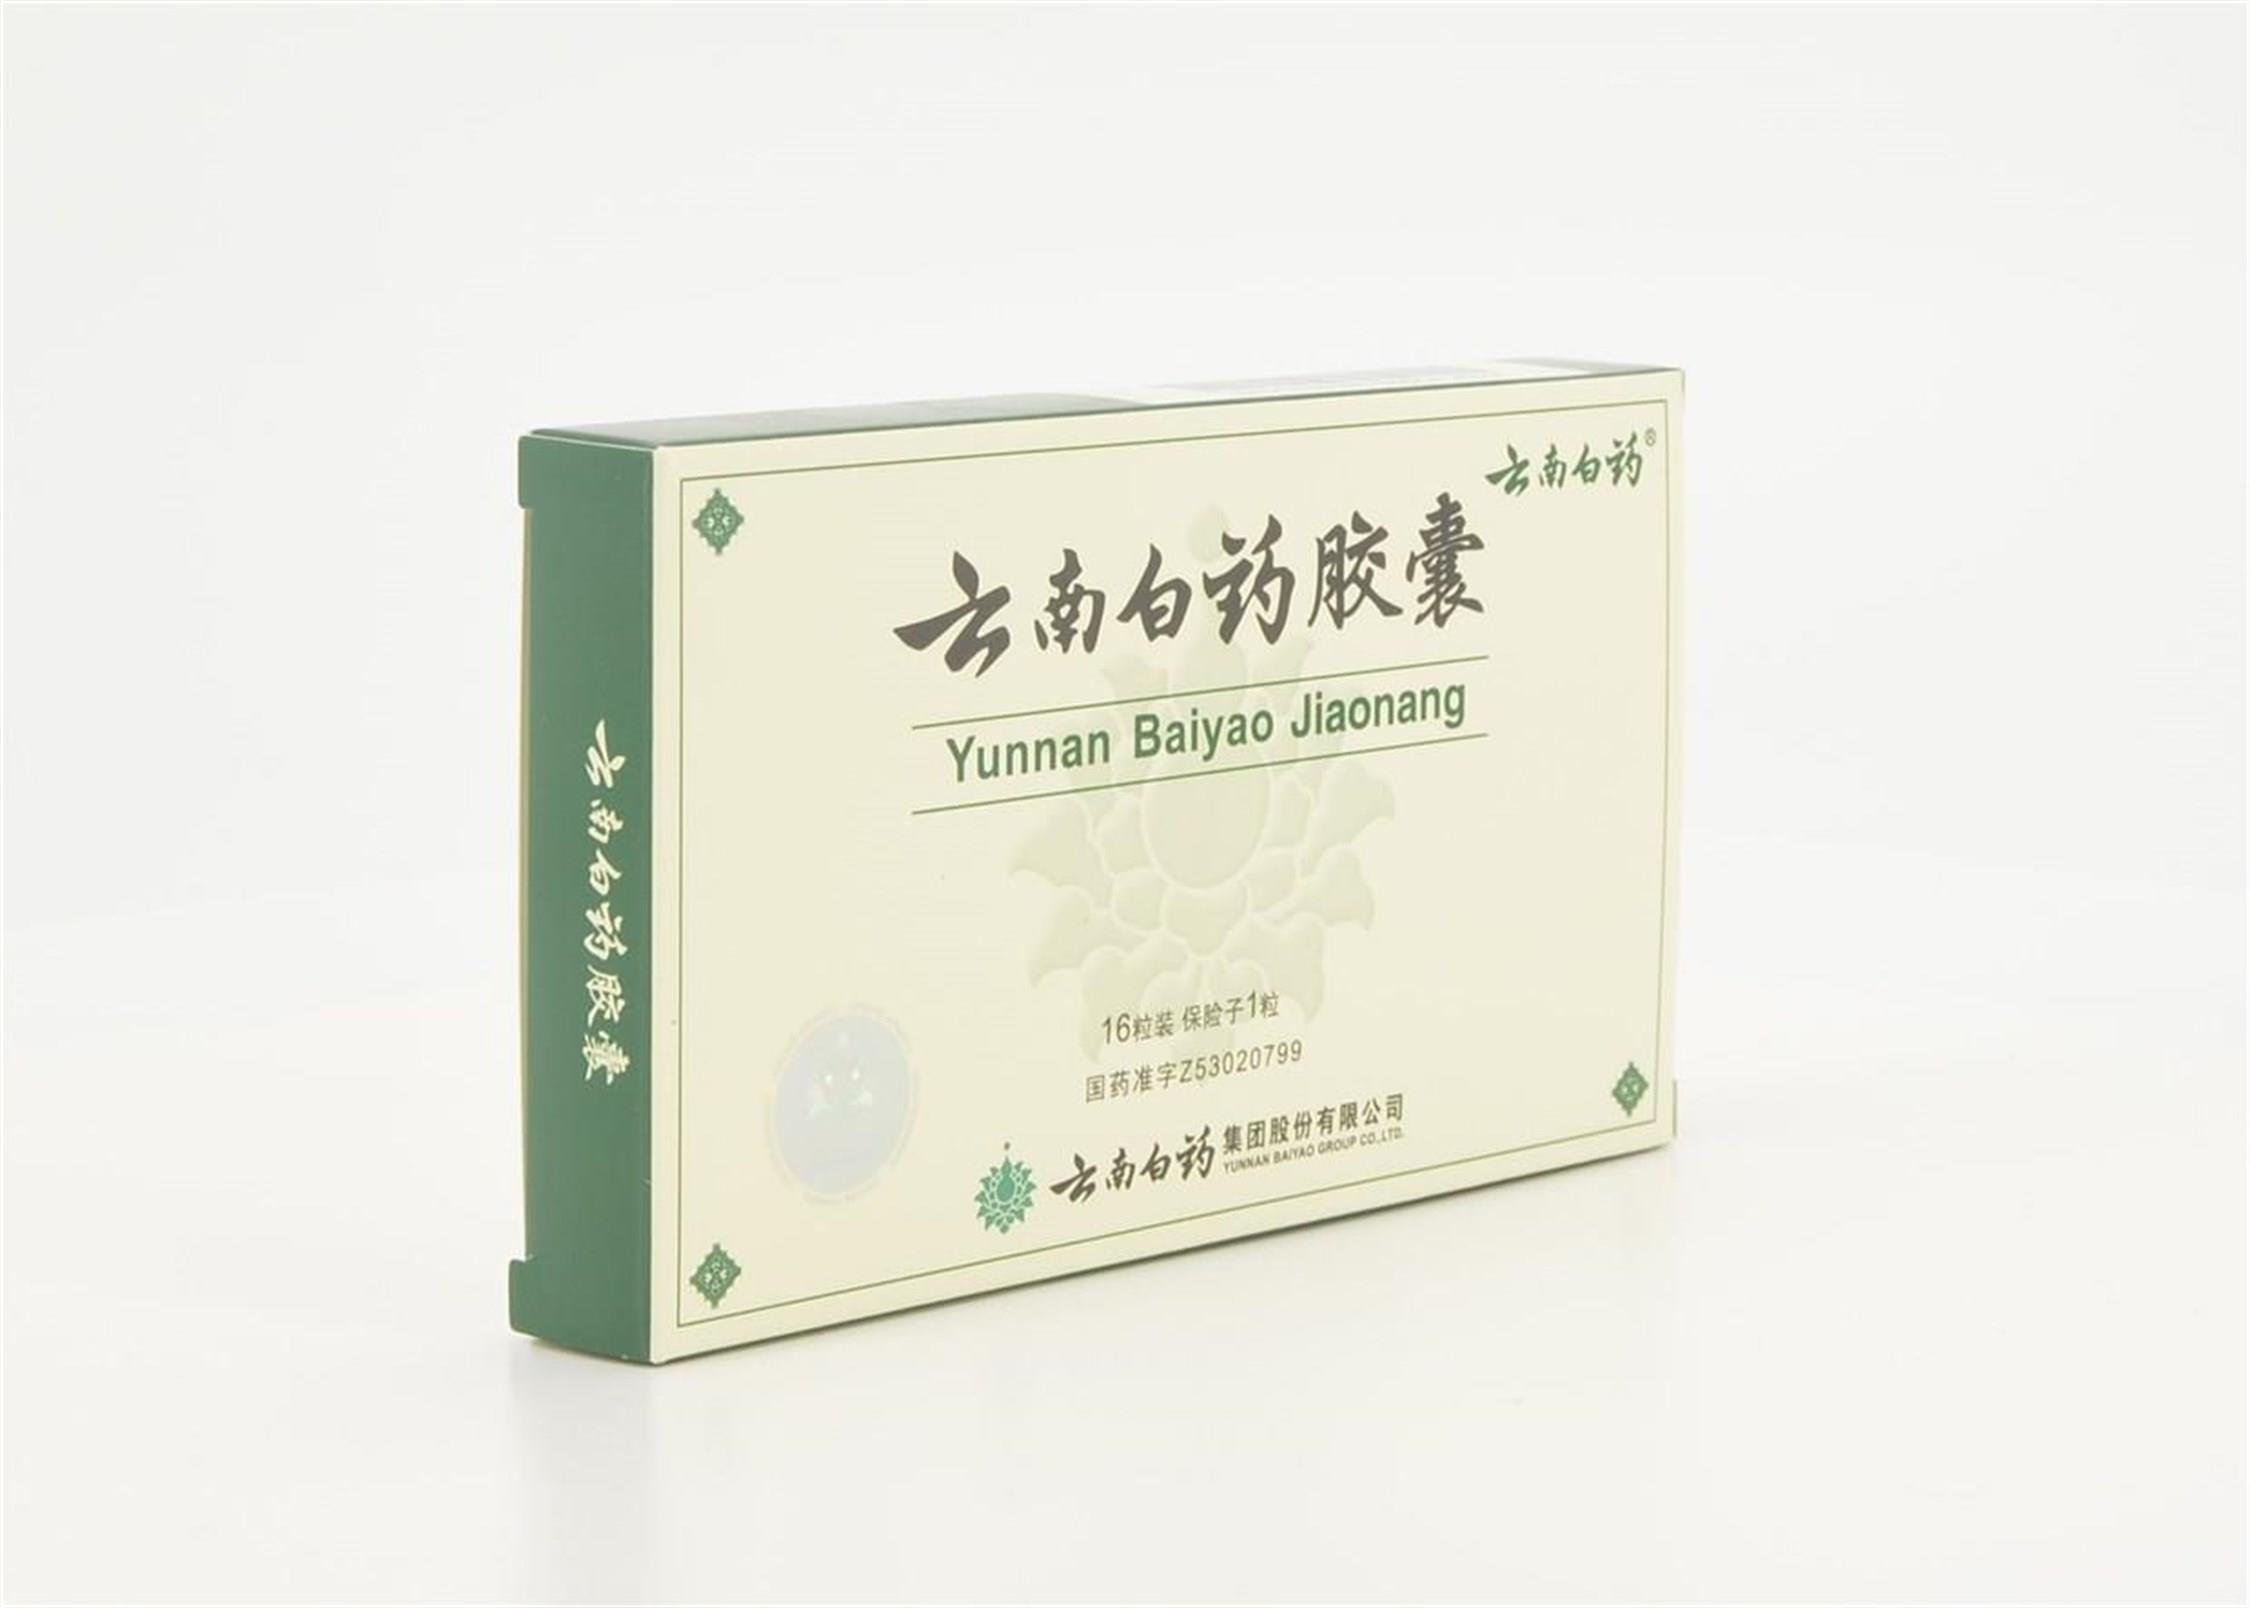 云南白药®
云南白药胶囊
Yunnan Baiyao Jiaonang
16粒装 保险子1粒
国药准字Z53020799
云南白药 集团股份有限公司
YUNNAN BAIYAO GROUP CO.,LTD.
云南白药胶囊